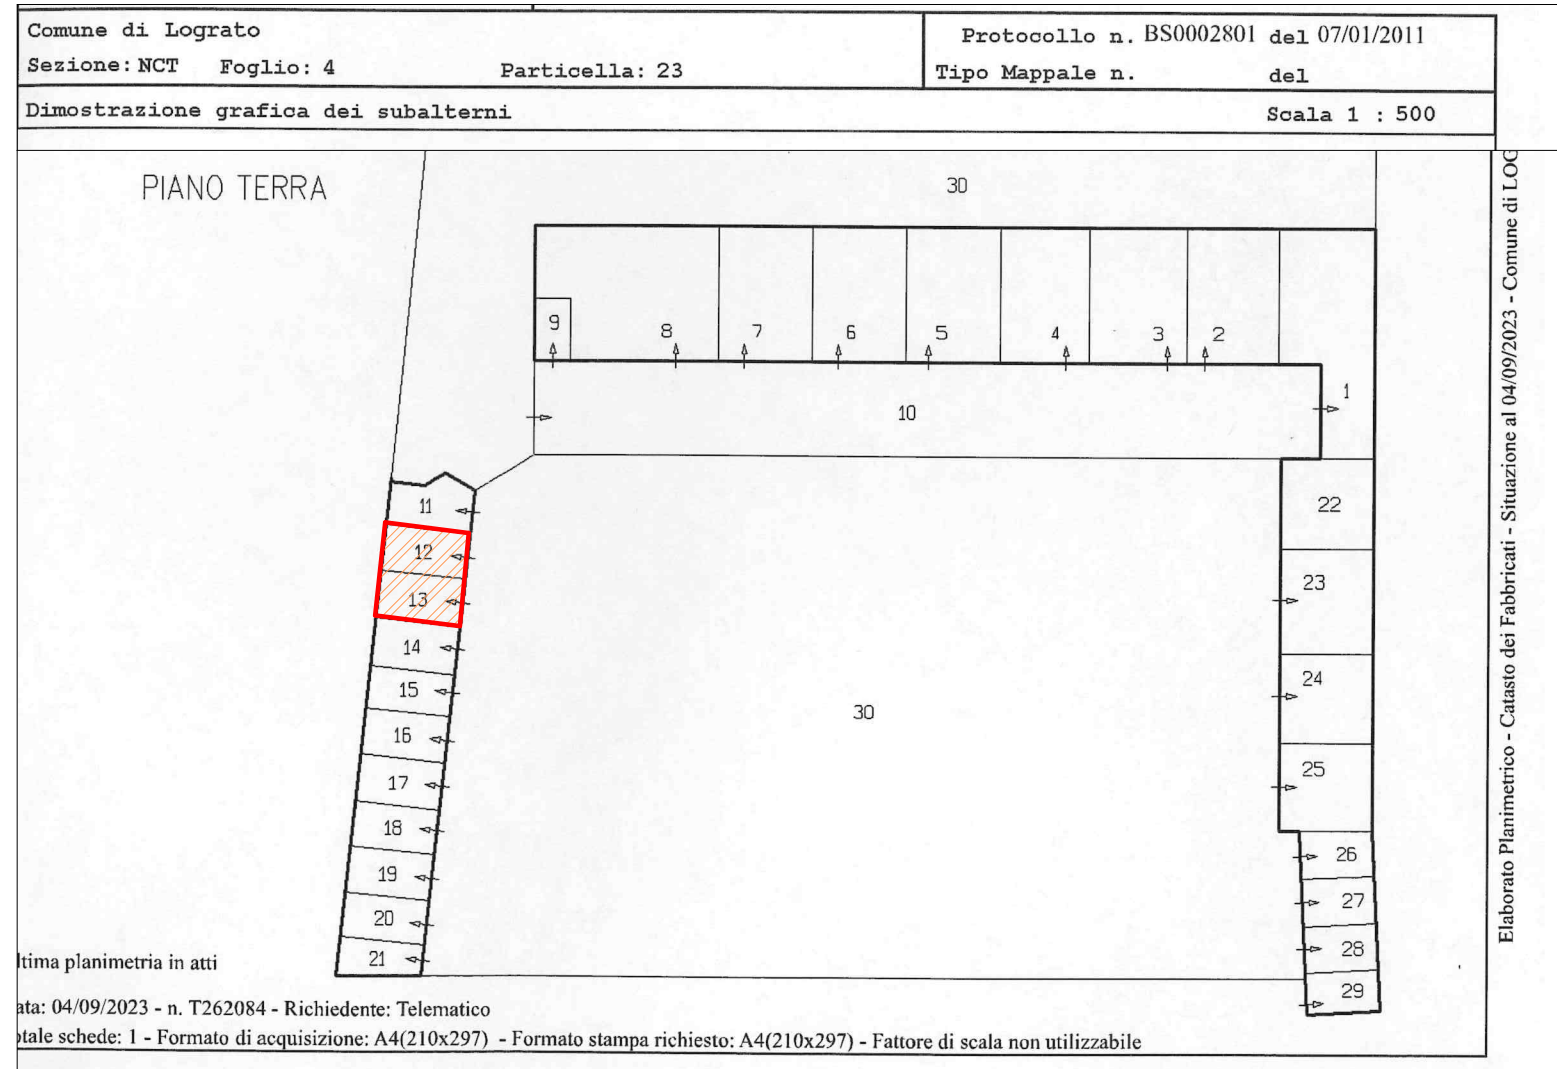 Comune di Lograto
Protocollo n. BS0002801 del 07/01/2011
Sezione: NCT Foglio: 4 Particella: 23
Tipo Mappale n. del
Dimostrazione grafica dei subalterni
Scala 1 : 500
PIANO TERRA
30
9
8
7
6
5
4
3
2
1
10
11
12
13
14
15
16
17
18
19
20
21
30
22
23
24
25
26
27
28
29
Elaborato Planimetrico - Catasto dei Fabbricati - Situazione al 04/09/2023 - Comune di LOG
ltima planimetria in atti
ata: 04/09/2023 - n. T262084 - Richiedente: Telematico
otale schede: 1 - Formato di acquisizione: A4(210x297) - Formato stampa richiesto: A4(210x297) - Fattore di scala non utilizzabile